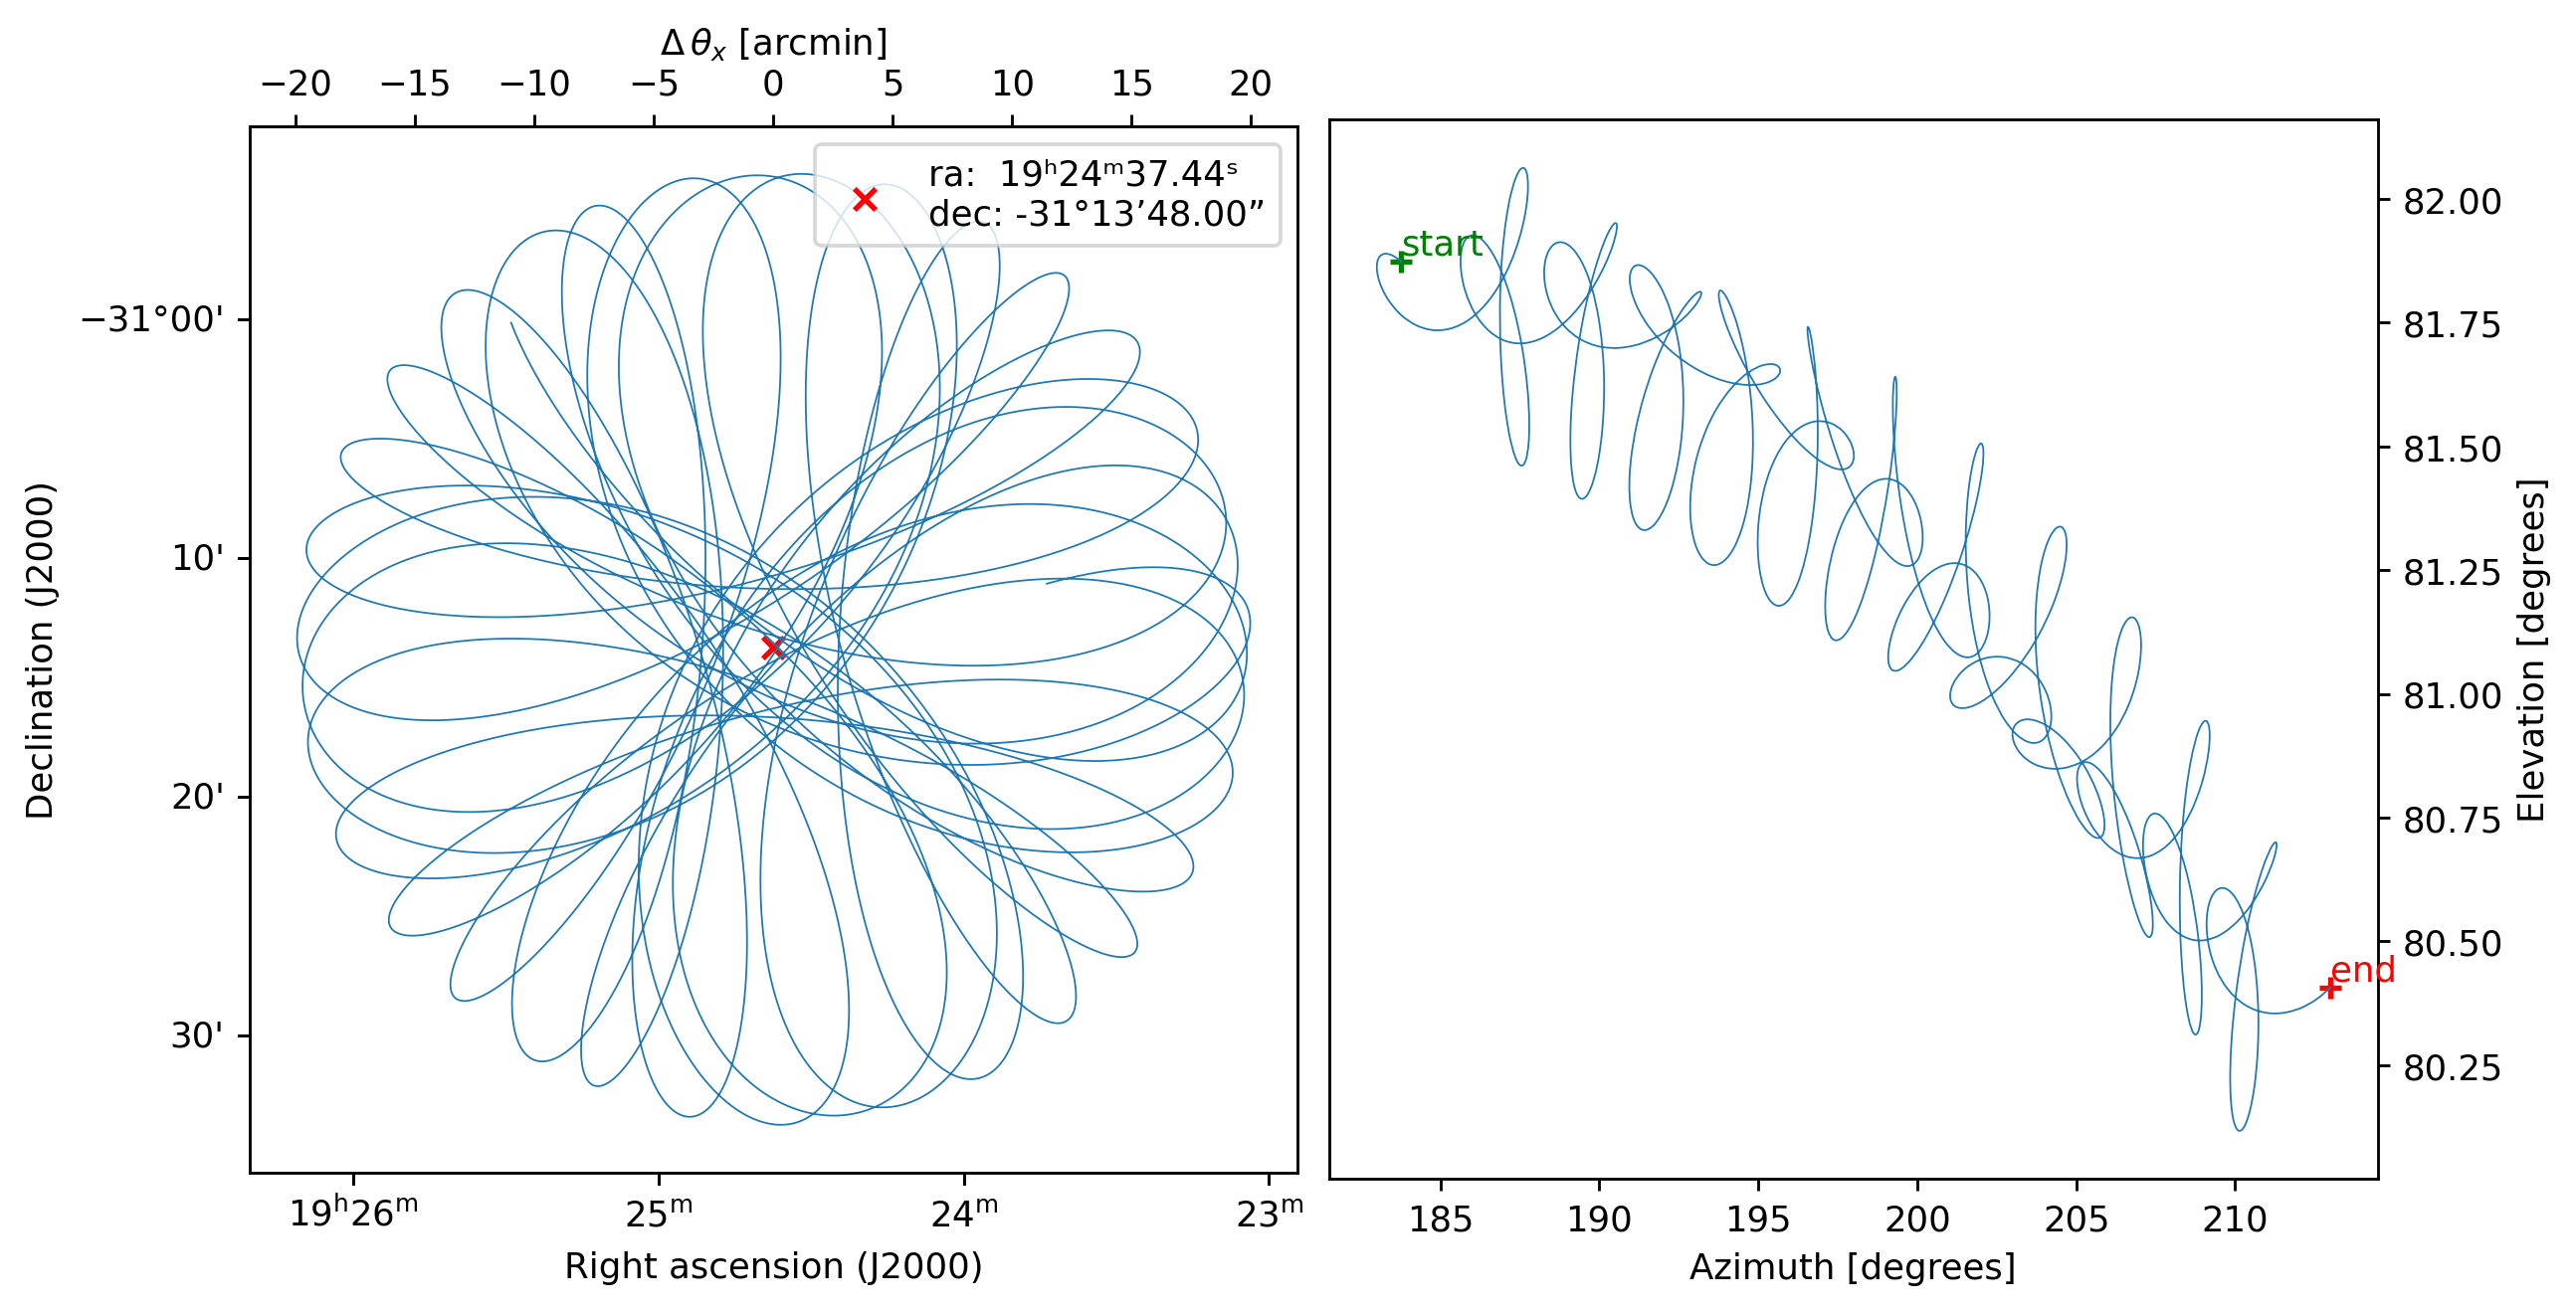 Δ θx [arcmin]
−20 −15 −10 −5 0 5 10 15 20
ra: 19ʰ24ᵐ37.44ˢ
dec: -31°13’48.00”
−31°00'
10'
20'
30'
Declination (J2000)
19ʰ26ᵐ 25ᵐ 24ᵐ 23ᵐ
Right ascension (J2000)
start
end
82.00
81.75
81.50
81.25
81.00
80.75
80.50
80.25
Elevation [degrees]
185 190 195 200 205 210
Azimuth [degrees]